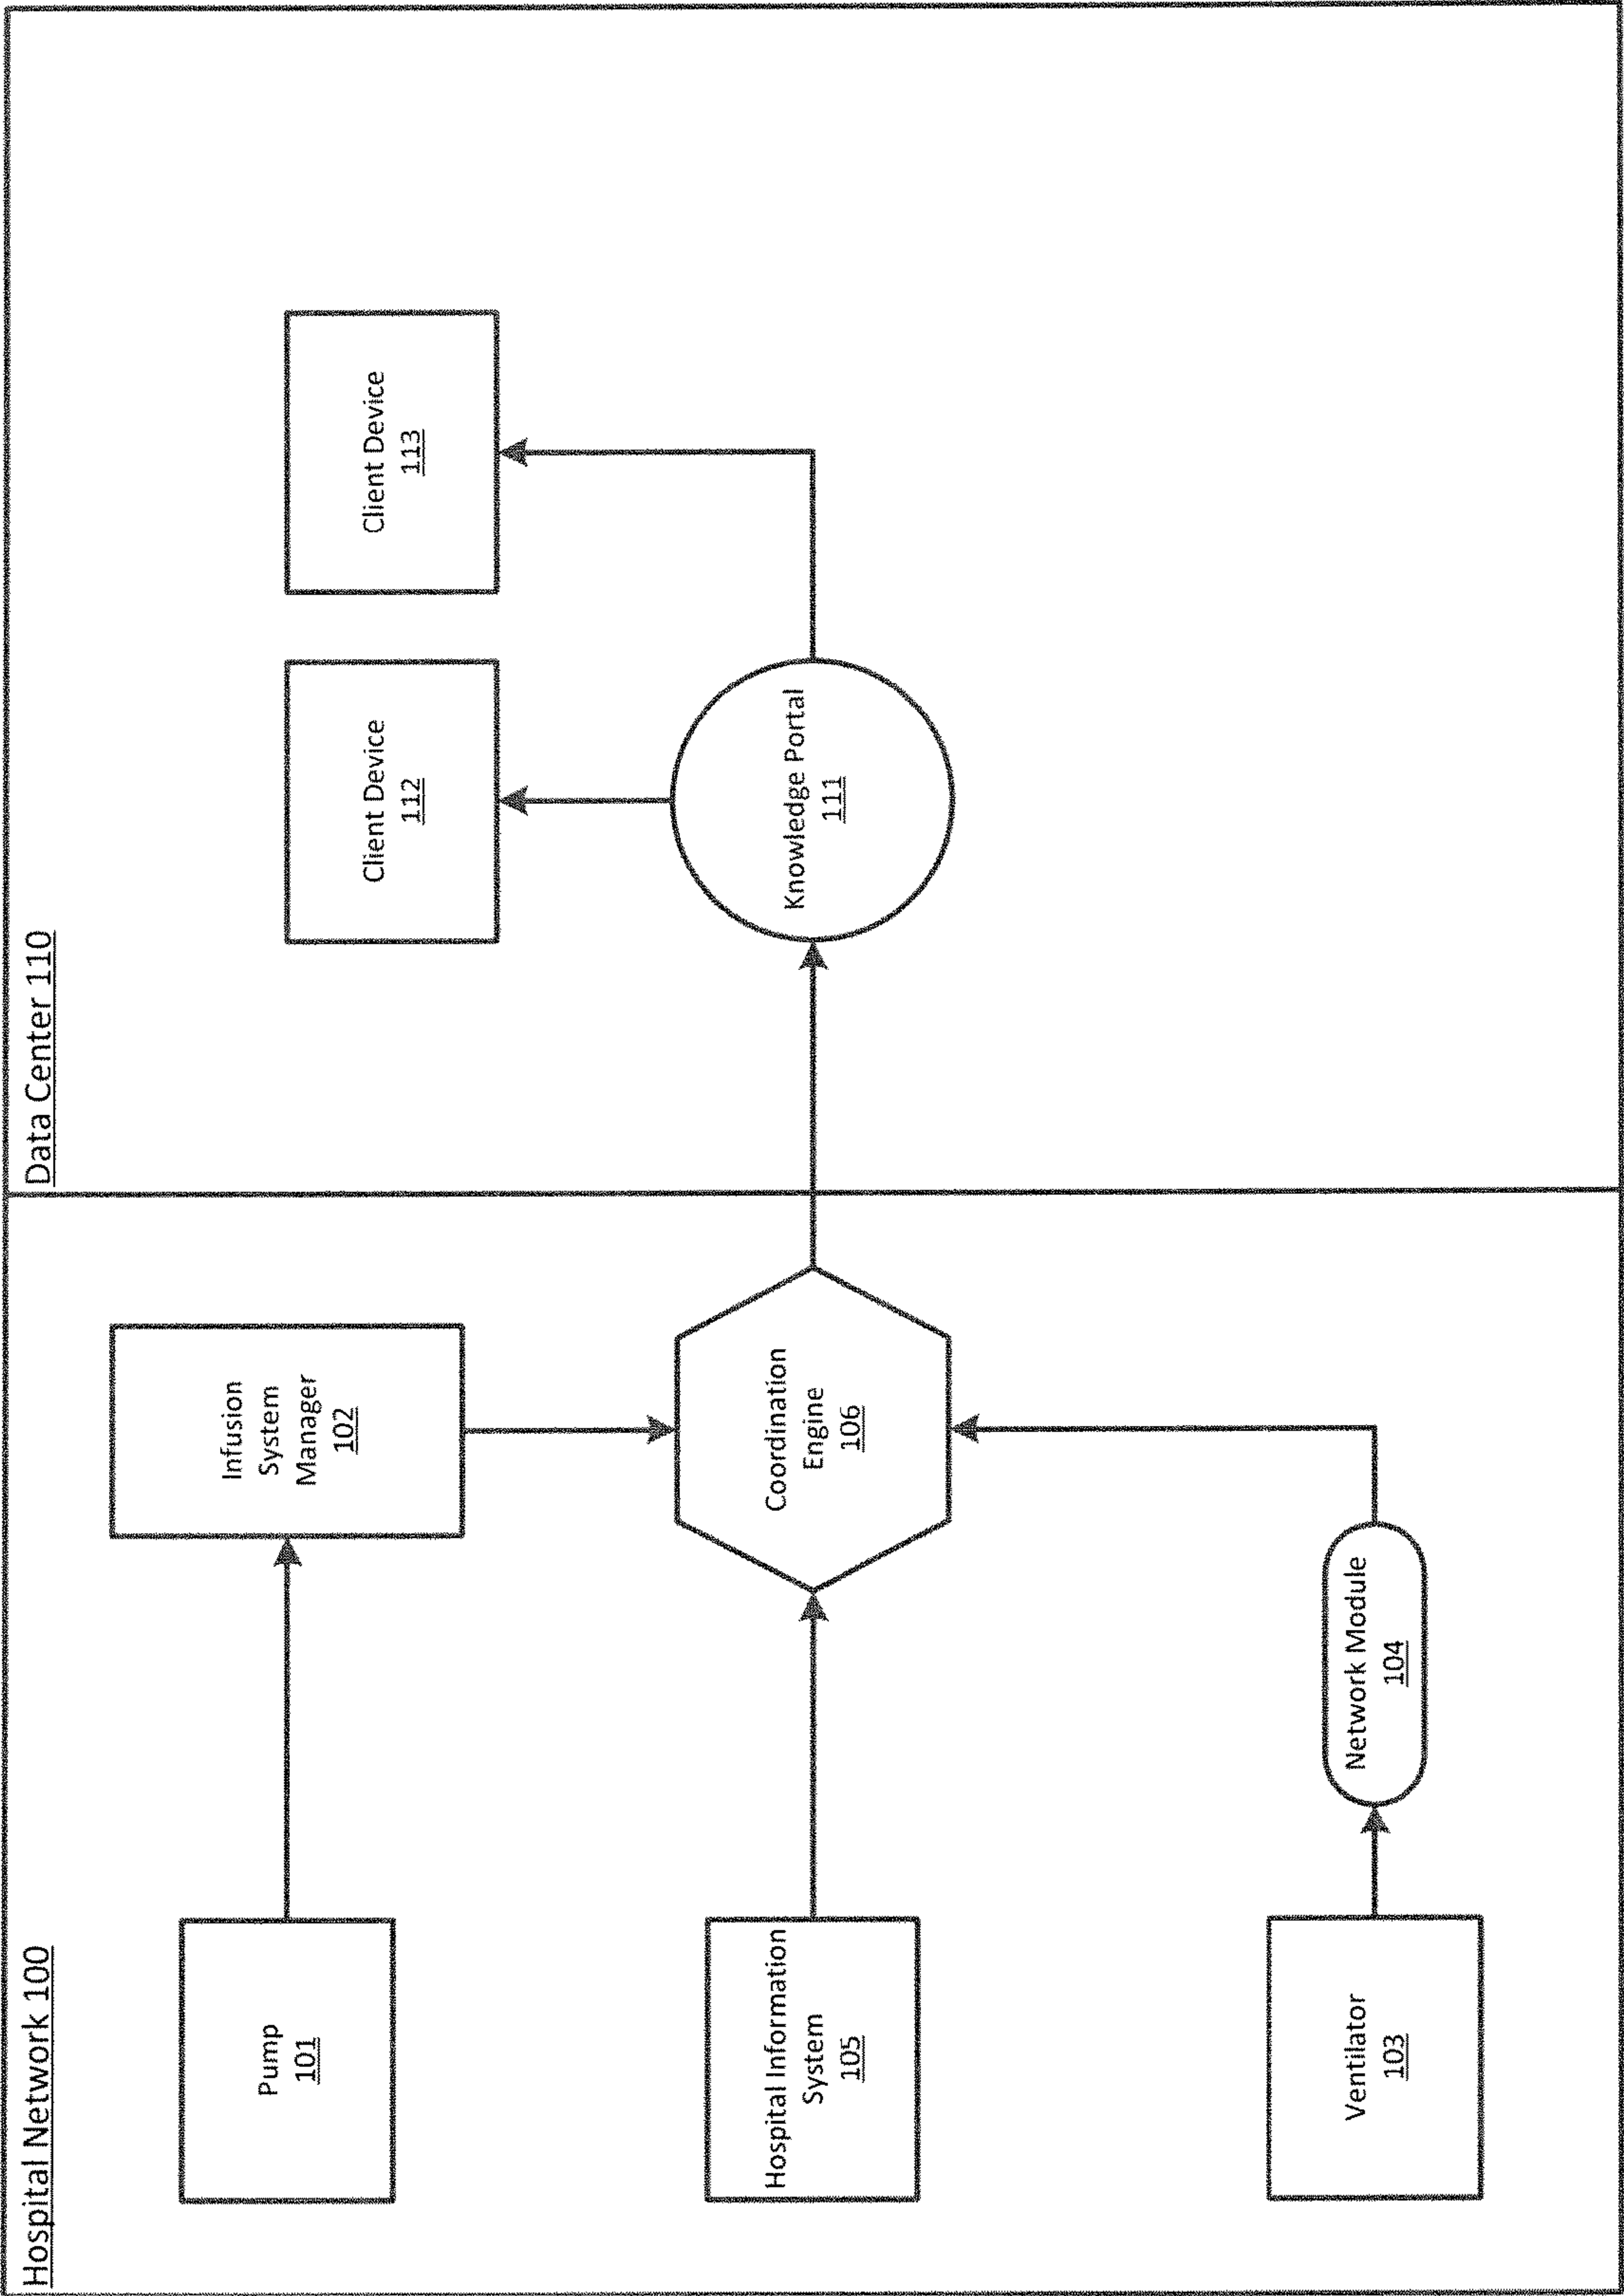 Hospital Network 100
Data Center 110
Pump
101
Infusion
System
Manager
102
Client Device
112
Client Device
113
Hospital Information
System
105
Coordination
Engine
106
Knowledge Portal
111
Ventilator
103
Network Module
104